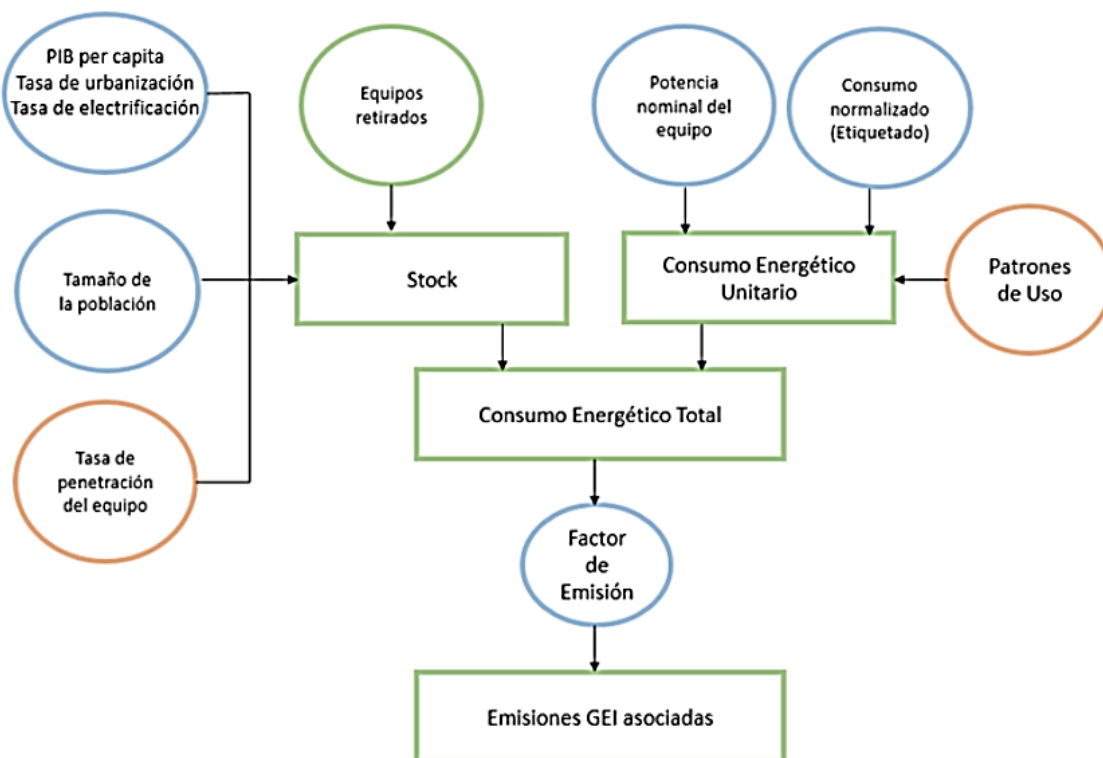 PIB per capita
Tasa de urbanización
Tasa de electrificación
Equipos
retirados
Potencia
nominal del
equipo
Consumo
normalizado
(Etiquetado)
Tamaño de
la población
Stock
Consumo Energético
Unitario
Patrones
de Uso
Consumo Energético Total
Tasa de
penetración
del equipo
Factor
de
Emisión
Emisiones GEI asociadas